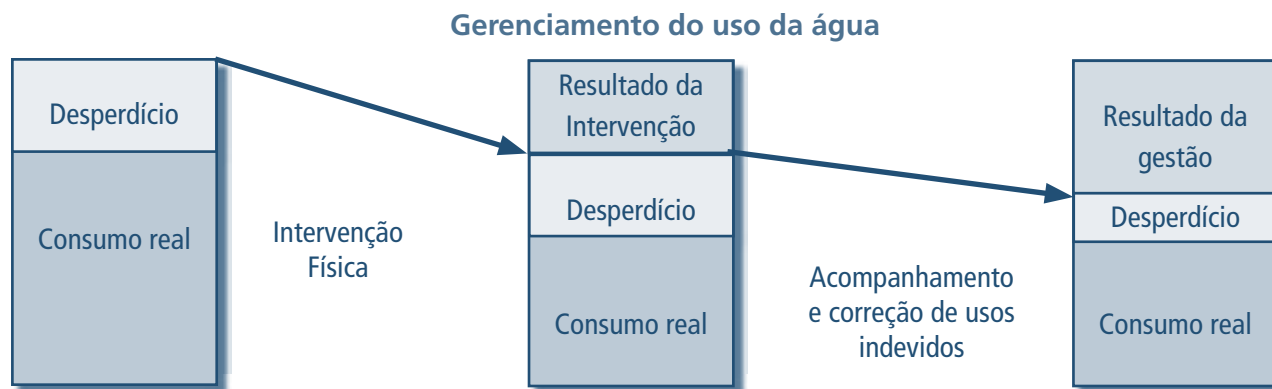 Gerenciamento do uso da água
Desperdício
Consumo real
Intervenção
Física
Resultado da
Intervenção
Desperdício
Consumo real
Acompanhamento
e correção de usos
indevidos
Resultado da
gestão
Desperdício
Consumo real